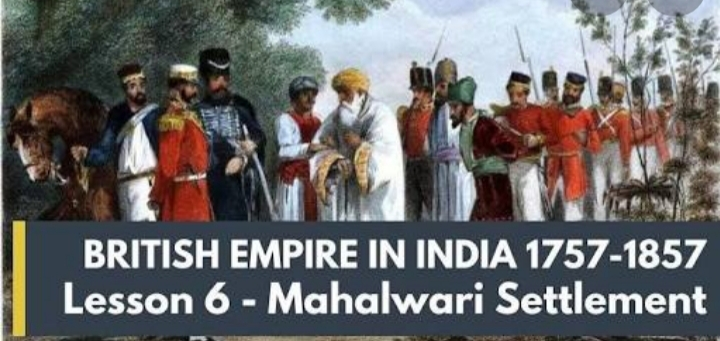 BRITISH EMPIRE IN INDIA 1757-1857
Lesson 6 - Mahalwari Settlement